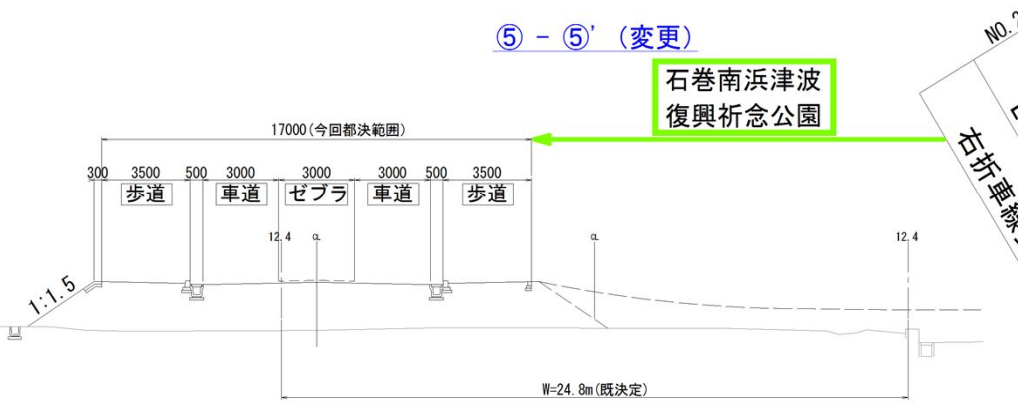 ⑤ - ⑤' (変更)
NO.2
石巻南浜津波
復興祈念公園
17000(今回都決範囲)
右折車線
300 3500 500 3000 3000 3000 500 3500
歩道 車道 ゼブラ 車道 歩道
12.4 CL CL 12.4
1:1.5
W=24.8m(既決定)